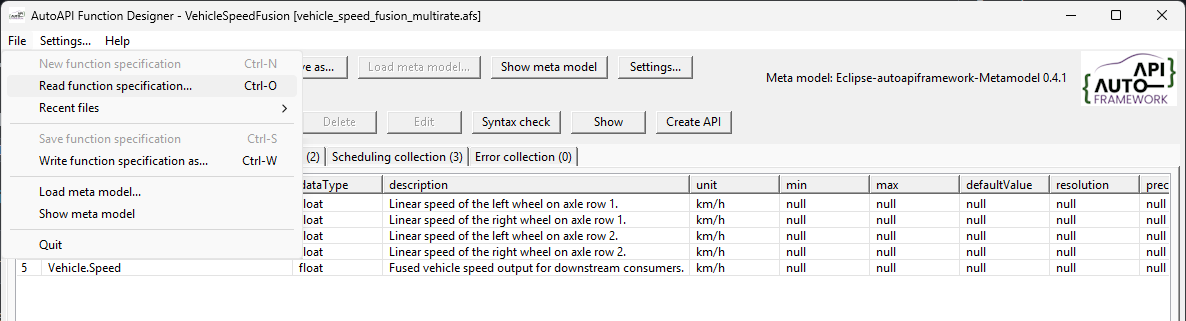 AutoAPI Function Designer - VehicleSpeedFusion [vehicle_speed_fusion_multirate.afs]
File Settings... Help
New function specification Ctrl-N
Read function specification... Ctrl-O
Recent files
Save function specification Ctrl-S
Write function specification as... Ctrl-W
Load meta model...
Show meta model
Quit
as... Load meta model... Show meta model Settings...
Meta model: Eclipse-autoapiframework-Metamodel 0.4.1
API
AUTO
FRAMEWORK
Delete Edit Syntax check Show Create API
(2) Scheduling collection (3) Error collection (0)
dataType description unit min max defaultValue resolution prec
float Linear speed of the left wheel on axle row 1. km/h null null null null null
float Linear speed of the right wheel on axle row 1. km/h null null null null null
float Linear speed of the left wheel on axle row 2. km/h null null null null null
float Linear speed of the right wheel on axle row 2. km/h null null null null null
5 Vehicle.Speed float Fused vehicle speed output for downstream consumers. km/h null null null null null